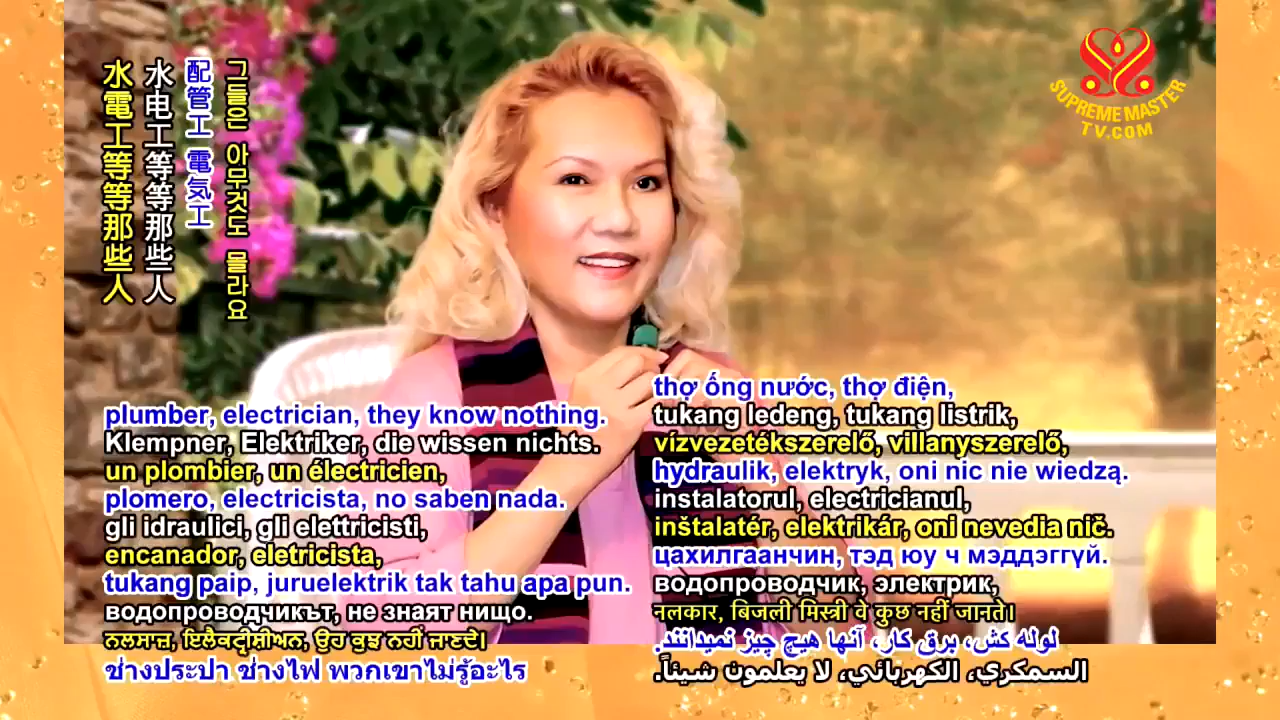 水電工等等那些人
水电工等等那些人
配管工 電気工
그들은 아무것도 몰라요
SUPREME MASTER
TV.COM
plumber, electrician, they know nothing.
Klempner, Elektriker, die wissen nichts.
un plombier, un électricien,
plomero, electricista, no saben nada.
gli idraulici, gli elettricisti,
encanador, eletricista,
tukang paip, juruelektrik tak tahu apa pun.
водопроводчикът, не знаят нищо.
ਨਲਸਾਜ਼, ਇਲੈਕਟ੍ਰੀਸ਼ੀਅਨ, ਉਹ ਕੁਝ ਨਹੀਂ ਜਾਣਦੇ।
ช่างประปา ช่างไฟ พวกเขาไม่รู้อะไร
thợ ống nước, thợ điện,
tukang ledeng, tukang listrik,
vízvezetékszerelő, villanyszerelő,
hydraulik, elektryk, oni nic nie wiedzą.
instalatorul, electricianul,
inštalatér, elektrikár, oni nevedia nič.
цахилгаанчин, тэд юу ч мэддэггүй.
водопроводчик, электрик,
नलकार, बिजली मिस्त्री वे कुछ नहीं जानते।
لوله کش، برق کار، آنها هیچ چیز نمیدانند.
السمكري، الكهربائي، لا يعلمون شيئاً.